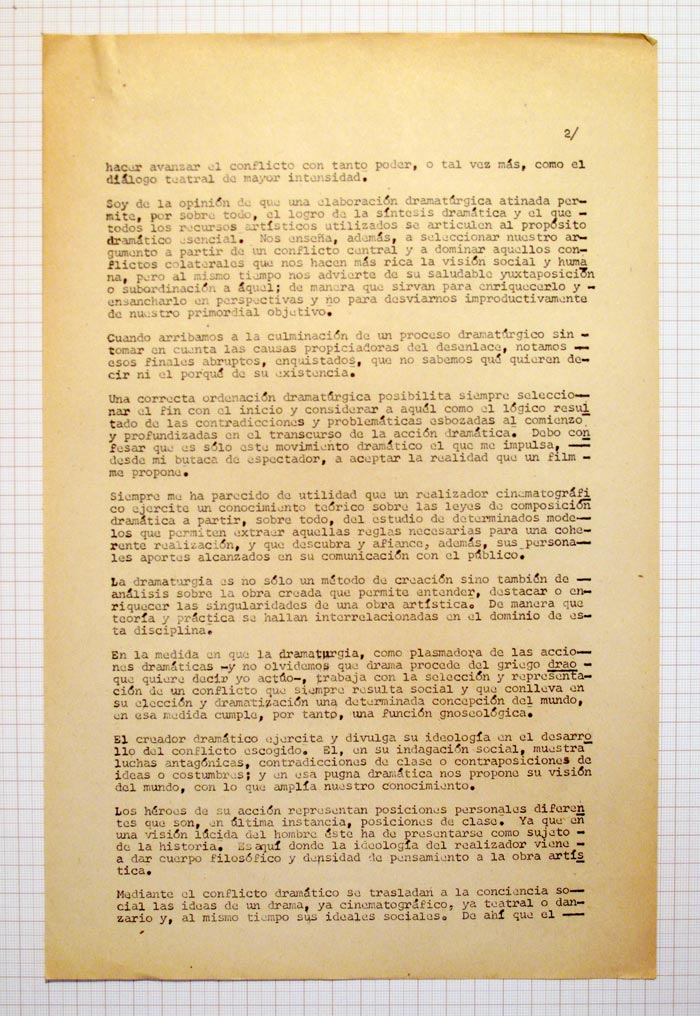 2/
hacer avanzar el conflicto con tanto poder, o tal vez más, como el
diálogo teatral de mayor intensidad.
Soy de la opinión de que una elaboración dramatúrgica atinada per-
mite, por sobre todo, el logro de la síntesis dramática y el que -
todos los recursos artísticos utilizados se articulen al propósito
dramático esencial. Nos enseña, además, a seleccionar nuestro ar-
gumento a partir de un conflicto central y a dominar aquellos con-
flictos colaterales que nos hacen más rica la visión social y huma
na, pero al mismo tiempo nos advierte de su saludable yuxtaposición
o subordinación a áquel; de manera que sirvan para enriquecerlo y -
ensancharlo en perspectivas y no para desviarnos improductivamente
de nuestro primordial objetivo.
Cuando arribamos a la culminación de un proceso dramatúrgico sin -
tomar en cuenta las causas propiciadoras del desenlace, notamos --
esos finales abruptos, enquistados, que no sabemos qué quieren de-
cir ni el porqué de su existencia.
Una correcta ordenación dramatúrgica posibilita siempre seleccio--
nar el fin con el inicio y considerar a aquél como el lógico resul
tado de las contradicciones y problemáticas esbozadas al comienzo
y profundizadas en el transcurso de la acción dramática. Debo con
fesar que es sólo este movimiento dramático el que me impulsa, ---
desde mi butaca de espectador, a aceptar la realidad que un film -
me propone.
Siempre me ha parecido de utilidad que un realizador cinematográfi
co ejercite un conocimiento teórico sobre las leyes de composición
dramática a partir, sobre todo, del estudio de determinados mode--
los que permiten extraer aquellas reglas necesarias para una cohe-
rente realización, y que descubra y afiance, además, sus persona--
les aportes alcanzados en su comunicación con el público.
La dramaturgia es no sólo un método de creación sino también de --
análisis sobre la obra creada que permite entender, destacar o en-
riquecer las singularidades de una obra artística. De manera que
teoría y práctica se hallan interrelacionadas en el dominio de es-
ta disciplina.
En la medida en que la dramaturgia, como plasmadora de las accio-
nes dramáticas -y no olvidemos que drama procede del griego drao -
que quiere decir yo actúo-, trabaja con la selección y representa-
ción de un conflicto que siempre resulta social y que conlleva en
su elección y dramatización una determinada concepción del mundo,
en esa medida cumple, por tanto, una función gnoseológica.
El creador dramático ejercita y divulga su ideología en el desarro
llo del conflicto escogido. El, en su indagación social, muestra
luchas antagónicas, contradicciones de clase o contraposiciones de
ideas o costumbres; y en esa pugna dramática nos propone su visión
del mundo, con lo que amplía nuestro conocimiento.
Los héroes de su acción representan posiciones personales diferen
tes que son, en última instancia, posiciones de clase. Ya que en
una visión lúcida del hombre éste ha de presentarse como sujeto -
de la historia. Es aquí donde la ideología del realizador viene -
a dar cuerpo filosófico y densidad de pensamiento a la obra artís
tica.
Mediante el conflicto dramático se trasladan a la conciencia so--
cial las ideas de un drama, ya cinematográfico, ya teatral o dan-
zario y, al mismo tiempo sus ideales sociales. De ahí que el ---